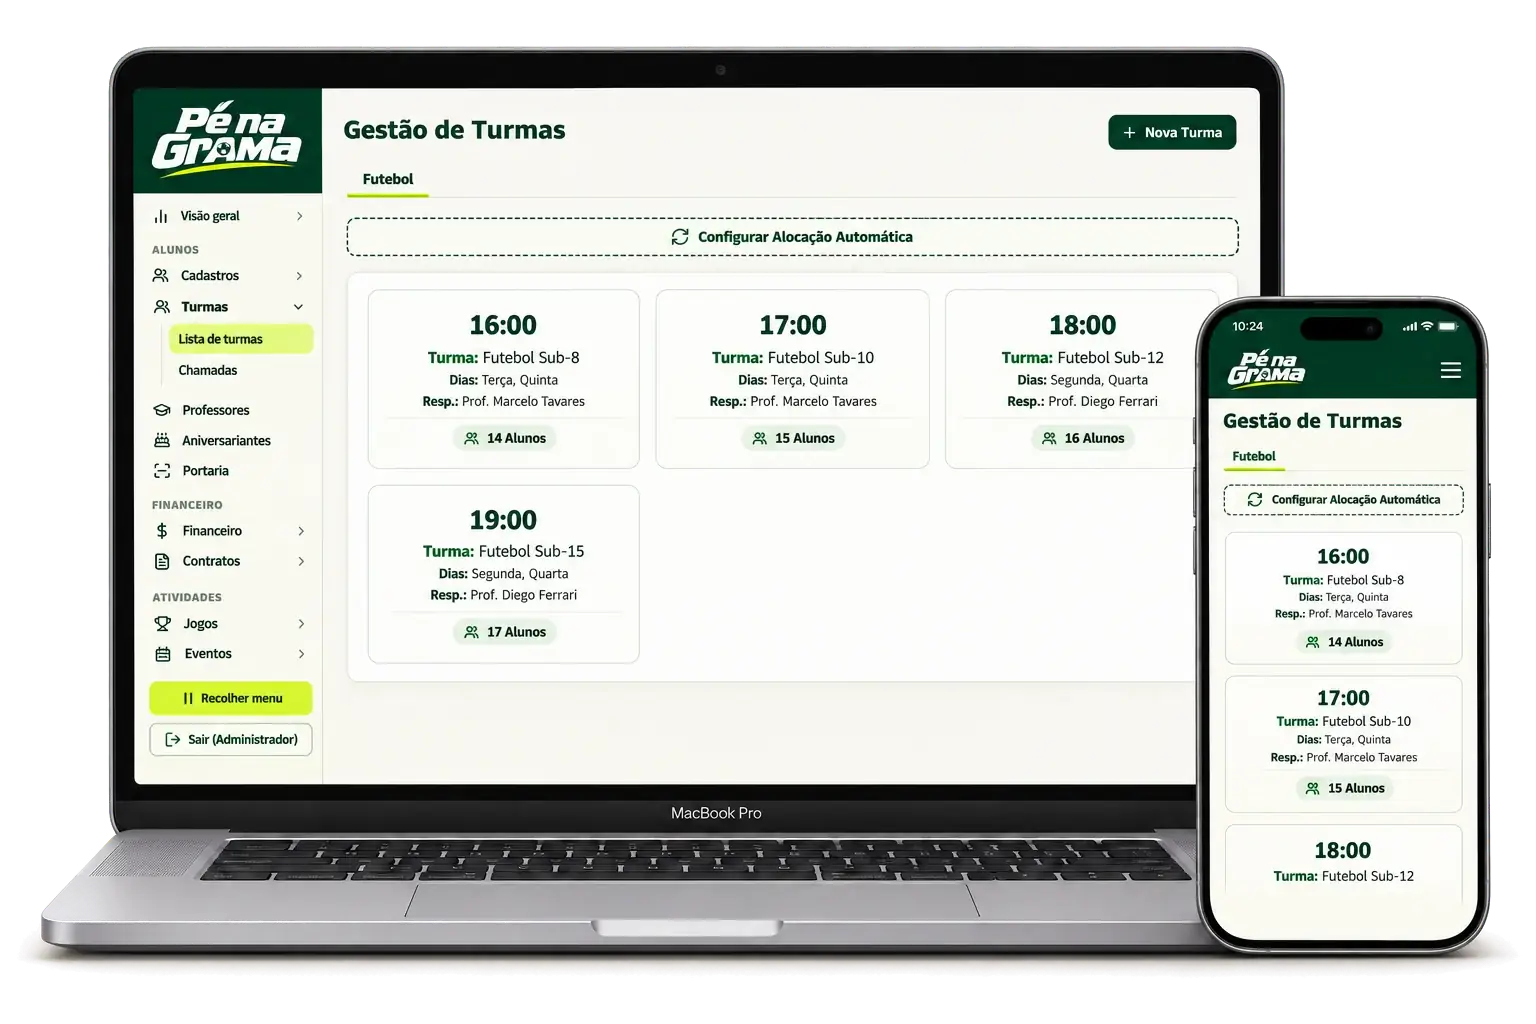 Pé na
Grama
Visão geral
ALUNOS
Cadastros
Turmas
Lista de turmas
Chamadas
Professores
Aniversariantes
Portaria
FINANCEIRO
Financeiro
Contratos
ATIVIDADES
Jogos
Eventos
Recolher menu
Sair (Administrador)
Gestão de Turmas
+ Nova Turma
Futebol
Configurar Alocação Automática
16:00
Turma: Futebol Sub-8
Dias: Terça, Quinta
Resp.: Prof. Marcelo Tavares
14 Alunos
17:00
Turma: Futebol Sub-10
Dias: Terça, Quinta
Resp.: Prof. Marcelo Tavares
15 Alunos
18:00
Turma: Futebol Sub-12
Dias: Segunda, Quarta
Resp.: Prof. Diego Ferrari
16 Alunos
19:00
Turma: Futebol Sub-15
Dias: Segunda, Quarta
Resp.: Prof. Diego Ferrari
17 Alunos
MacBook Pro
10:24
Pé na
Grama
Gestão de Turmas
Futebol
Configurar Alocação Automática
16:00
Turma: Futebol Sub-8
Dias: Terça, Quinta
Resp.: Prof. Marcelo Tavares
14 Alunos
17:00
Turma: Futebol Sub-10
Dias: Terça, Quinta
Resp.: Prof. Marcelo Tavares
15 Alunos
18:00
Turma: Futebol Sub-12